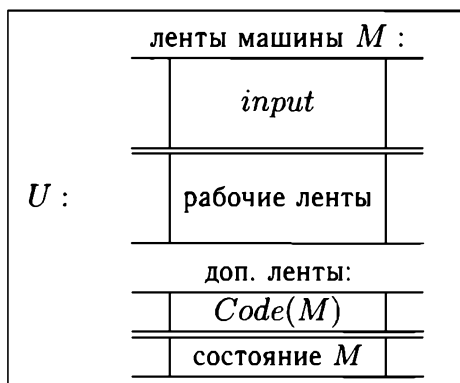 ленты машины M :
input
U :
рабочие ленты
доп. ленты:
Code(M)
состояние M